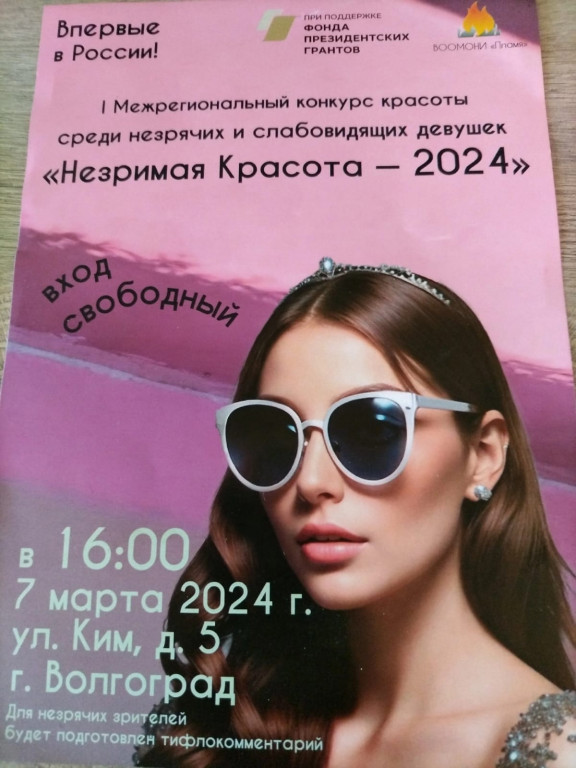 Впервые
в России!
ПРИ ПОДДЕРЖКЕ
ФОНДА
ПРЕЗИДЕНТСКИХ
ГРАНТОВ
ВООМОНИ «Пламя»
I Межрегиональный конкурс красоты
среди незрячих и слабовидящих девушек
«Незримая Красота – 2024»
вход
свободный
в 16:00
7 марта 2024 г.
ул. Ким, д. 5
г. Волгоград
Для незрячих зрителей
будет подготовлен тифлокомментарий